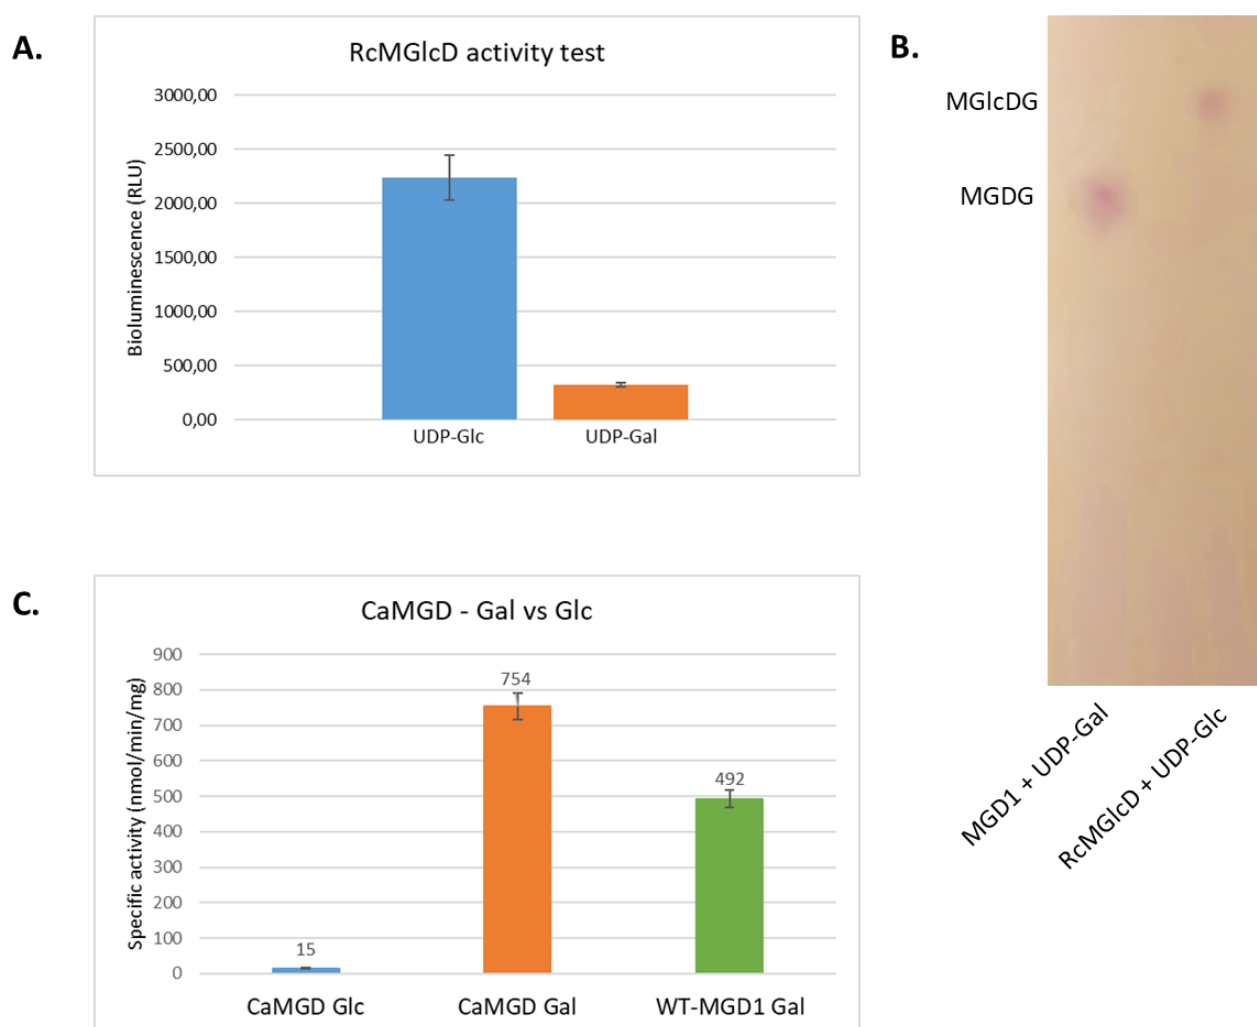 A.
RcMGlcD activity test
Bioluminescence (RLU)
3000,00
2500,00
2000,00
1500,00
1000,00
500,00
0,00
UDP-Glc
UDP-Gal
B.
MGlcDG
MGDG
MGD1 + UDP-Gal
RcMGlcD + UDP-Glc
C.
CaMGD - Gal vs Glc
Specific activity (nmol/min/mg)
900
800
700
600
500
400
300
200
100
0
15
754
492
CaMGD Glc
CaMGD Gal
WT-MGD1 Gal